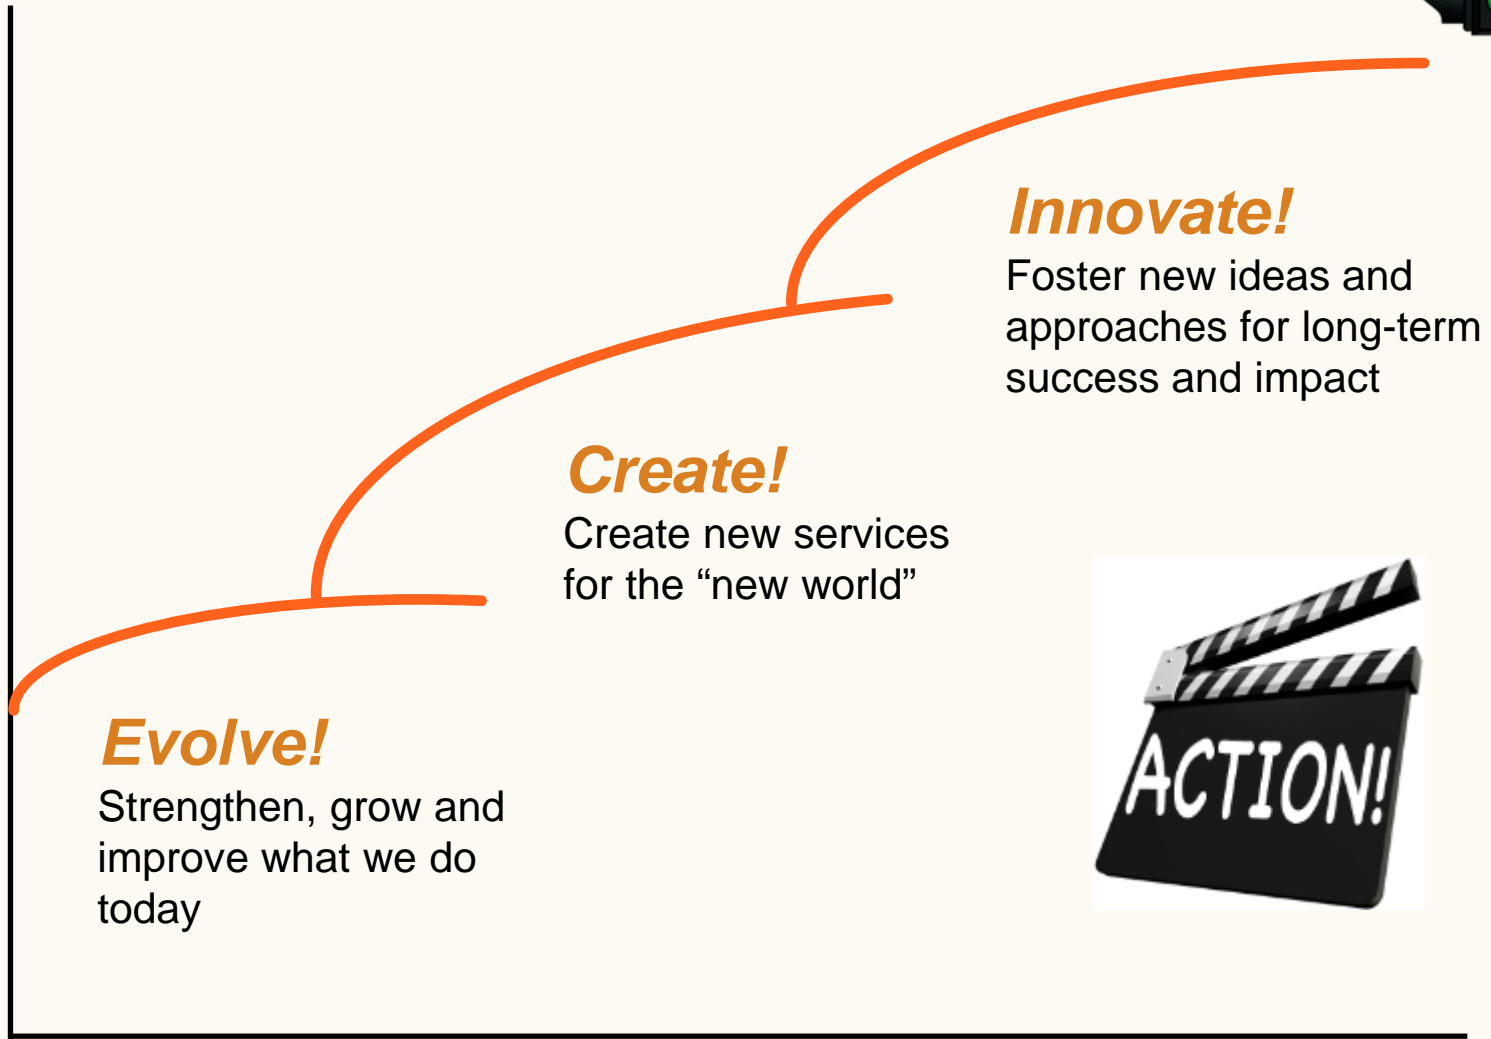 Innovate!
Foster new ideas and
approaches for long-term
success and impact
Create!
Create new services
for the “new world”
ACTION!
Evolve!
Strengthen, grow and
improve what we do
today